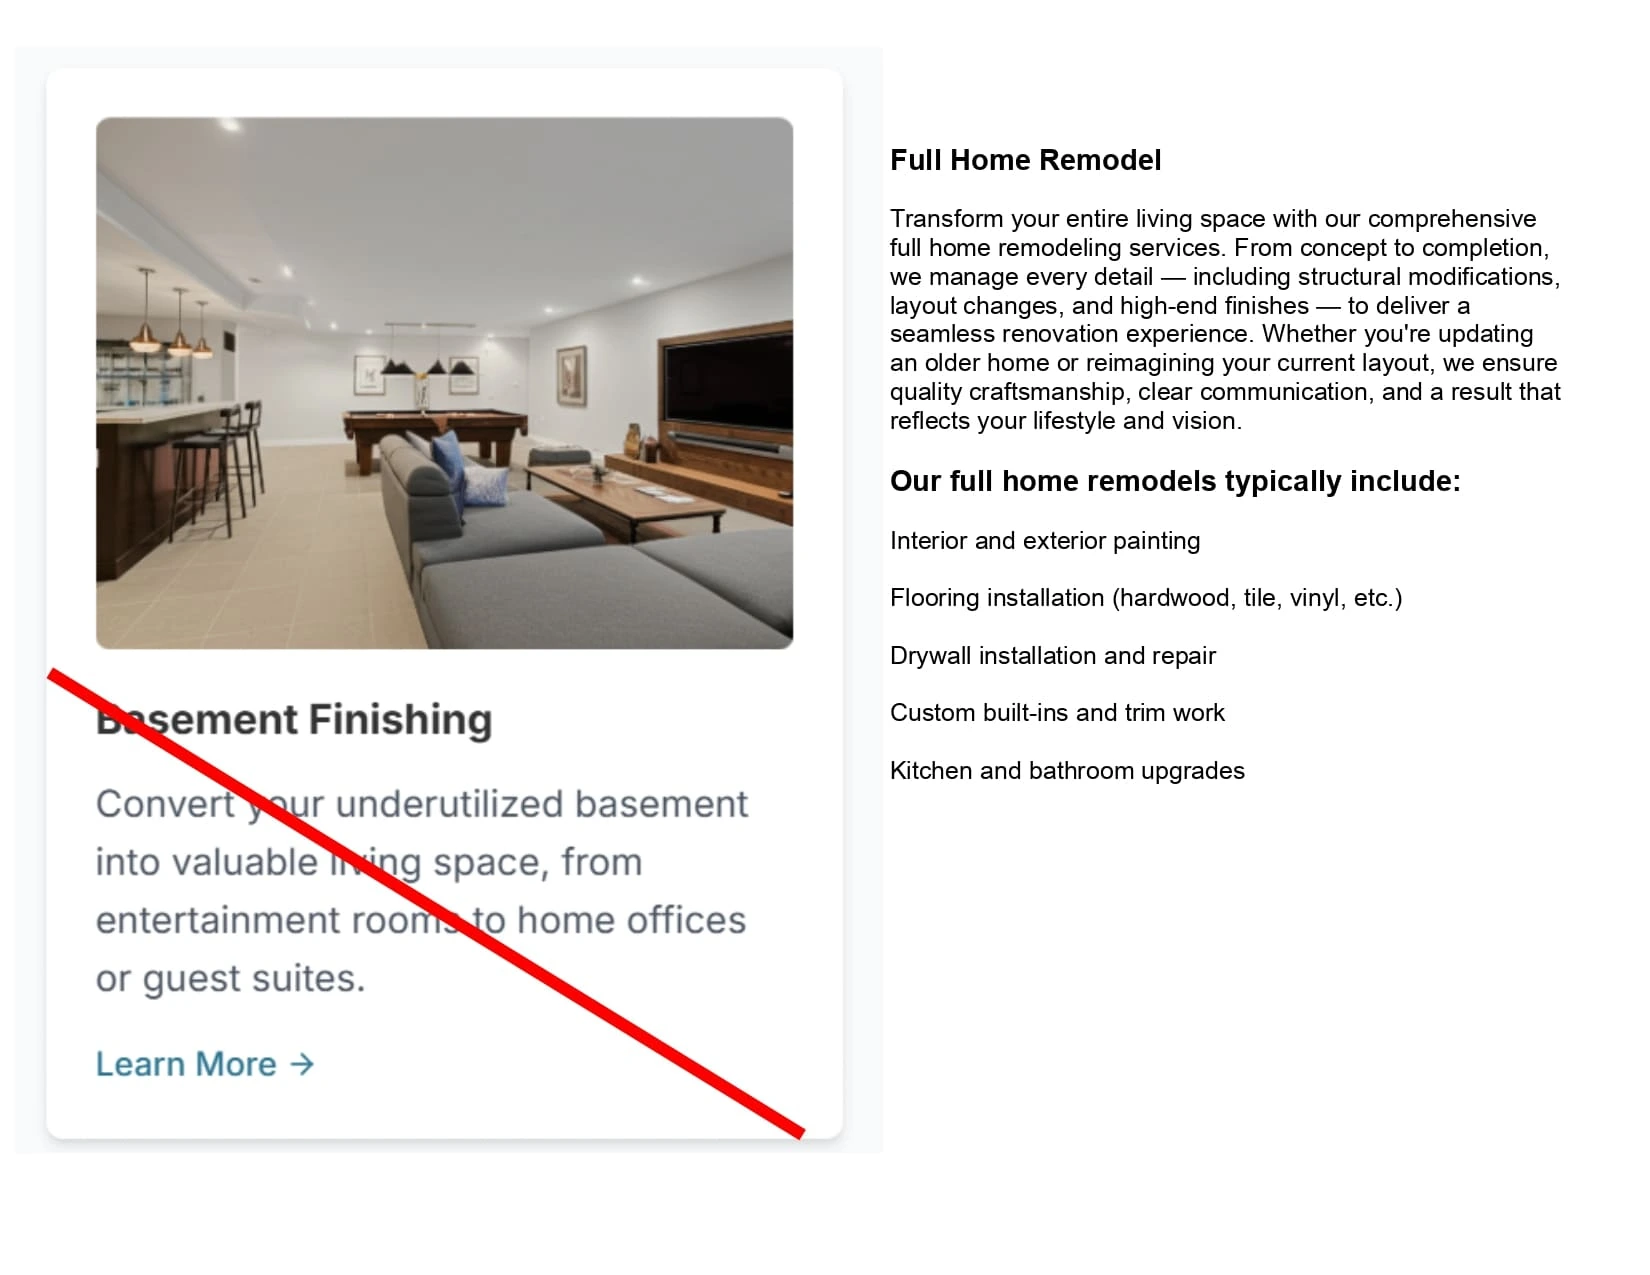 Basement Finishing
Convert your underutilized basement
into valuable living space, from
entertainment rooms to home offices
or guest suites.
Learn More →
Full Home Remodel
Transform your entire living space with our comprehensive
full home remodeling services. From concept to completion,
we manage every detail — including structural modifications,
layout changes, and high-end finishes — to deliver a
seamless renovation experience. Whether you're updating
an older home or reimagining your current layout, we ensure
quality craftsmanship, clear communication, and a result that
reflects your lifestyle and vision.
Our full home remodels typically include:
Interior and exterior painting
Flooring installation (hardwood, tile, vinyl, etc.)
Drywall installation and repair
Custom built-ins and trim work
Kitchen and bathroom upgrades